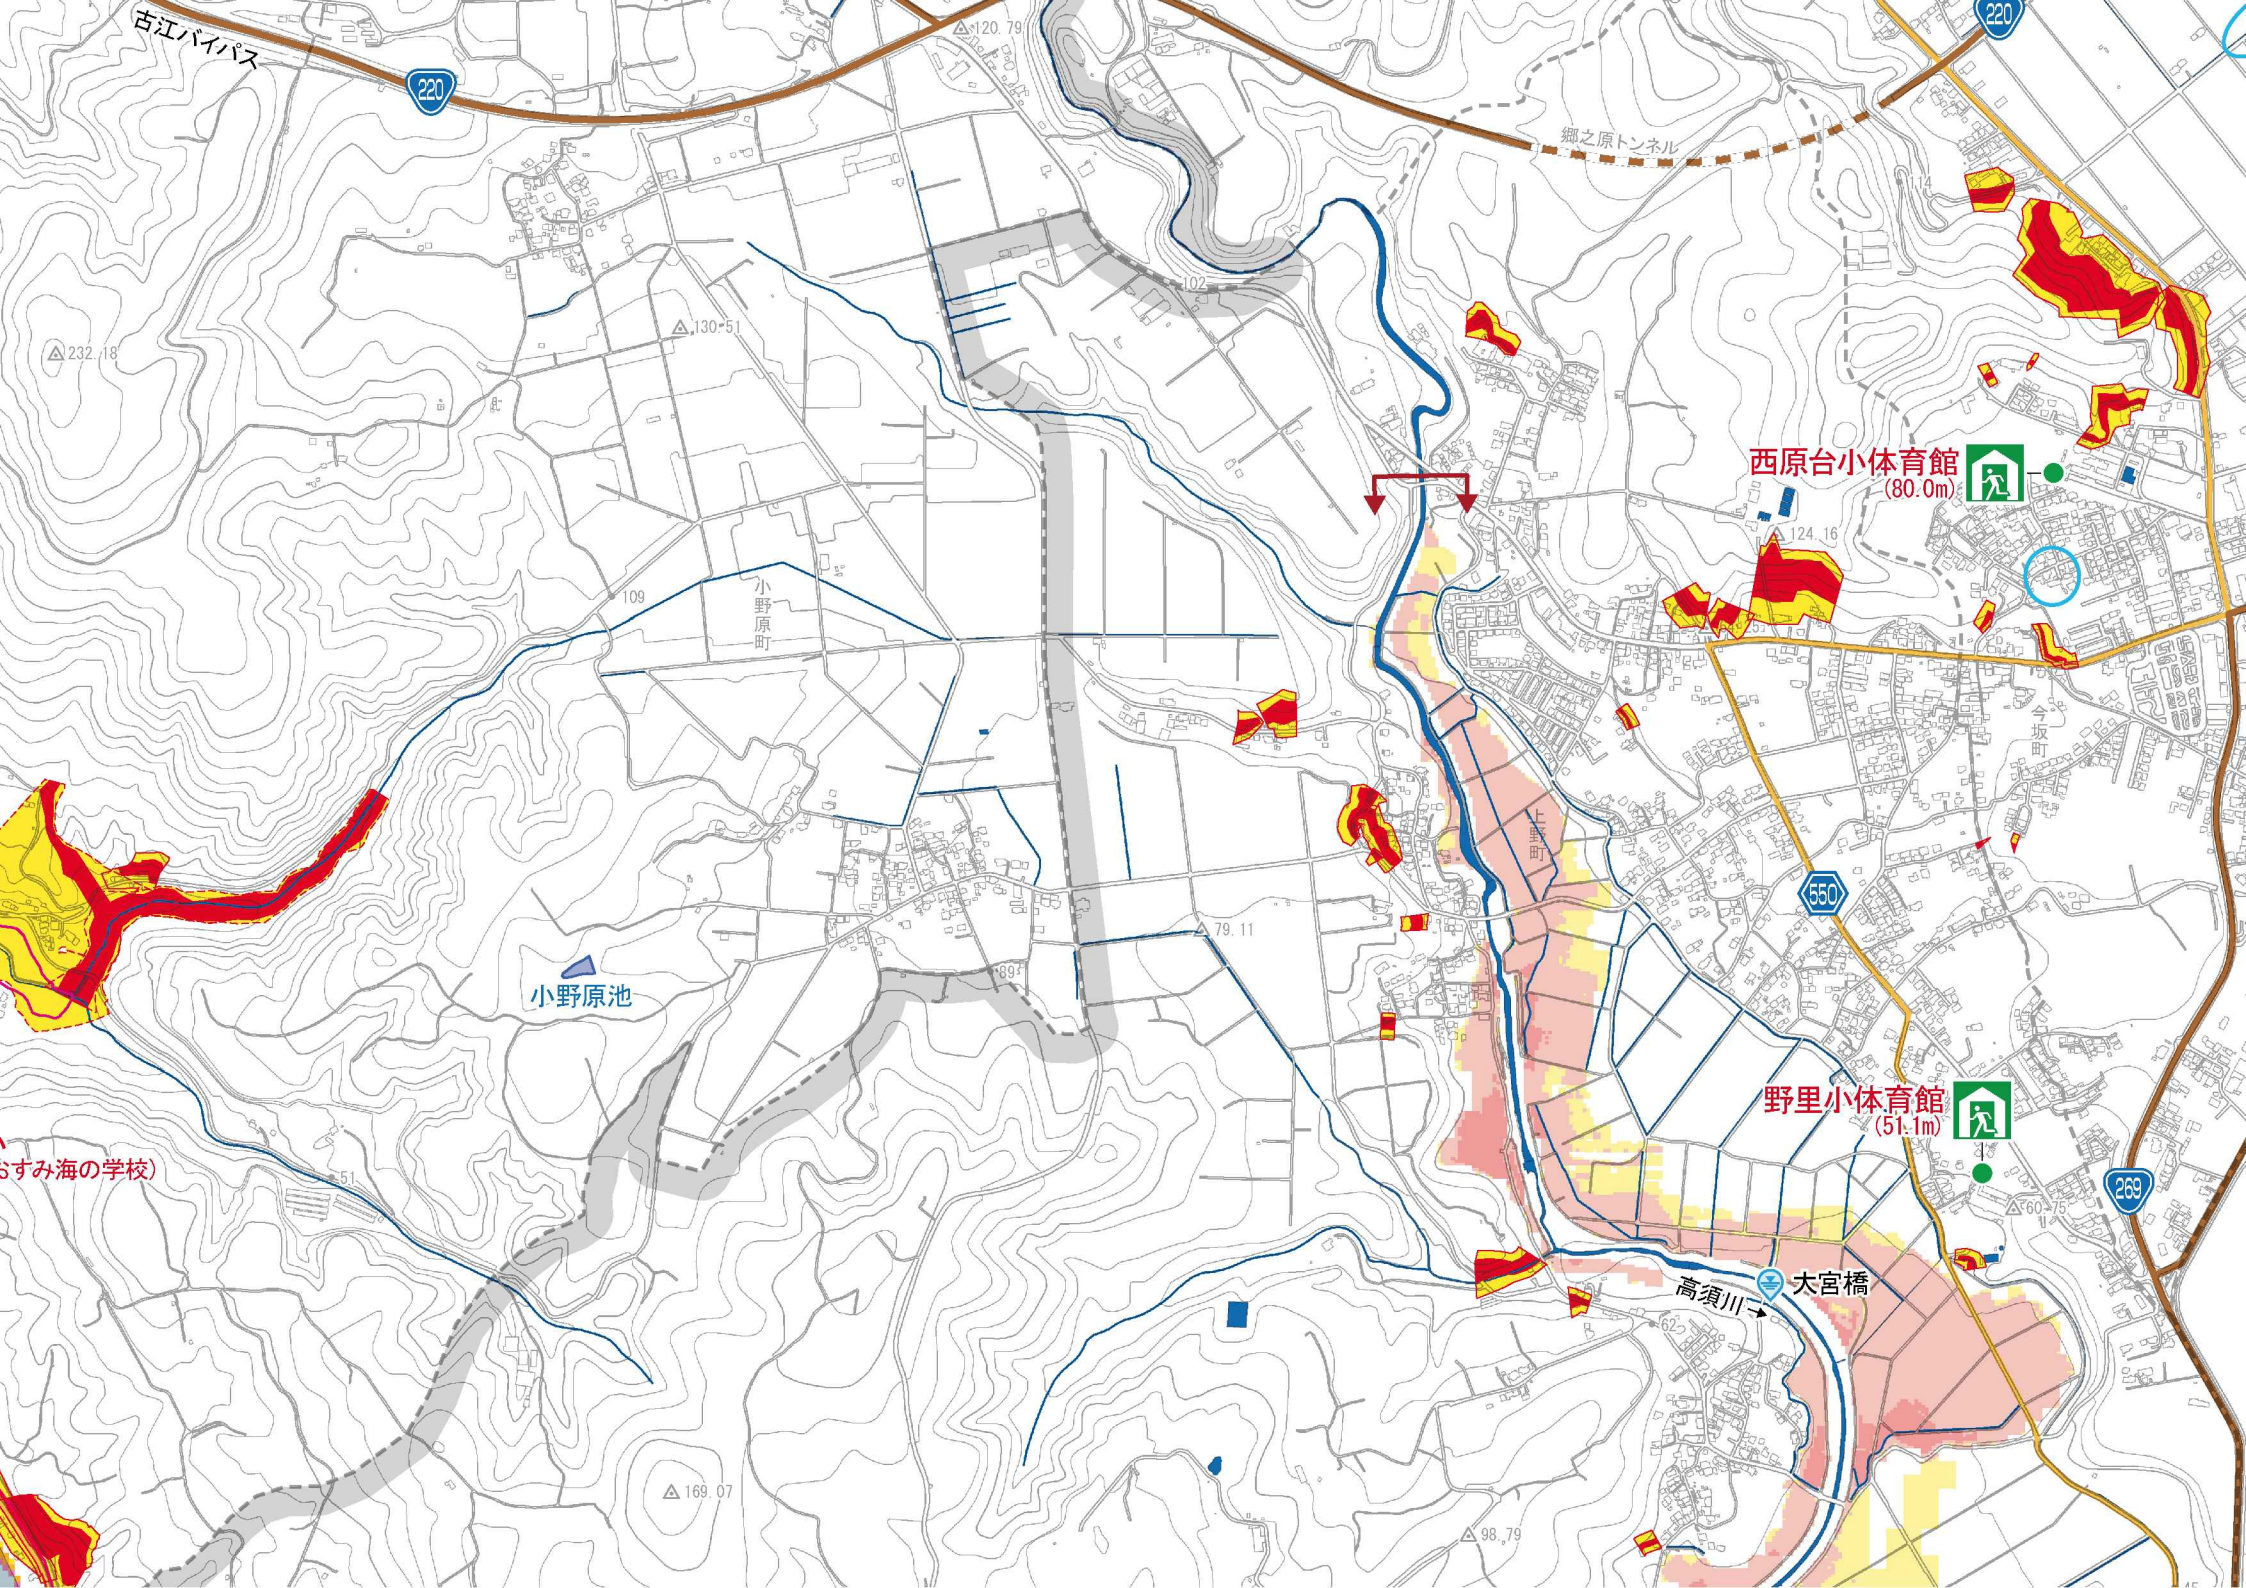 古江バイパス
220
120.79
220
郷之原トンネル
114
102
130.51
232.18
西原台小体育館
(80.0m)
124.16
小野原町
109
今坂町
上野町
550
79.11
89
小野原池
野里小体育館
(51.1m)
おすみ海の学校)
51
269
60.75
大宮橋
高須川→
62
169.07
98.79
45